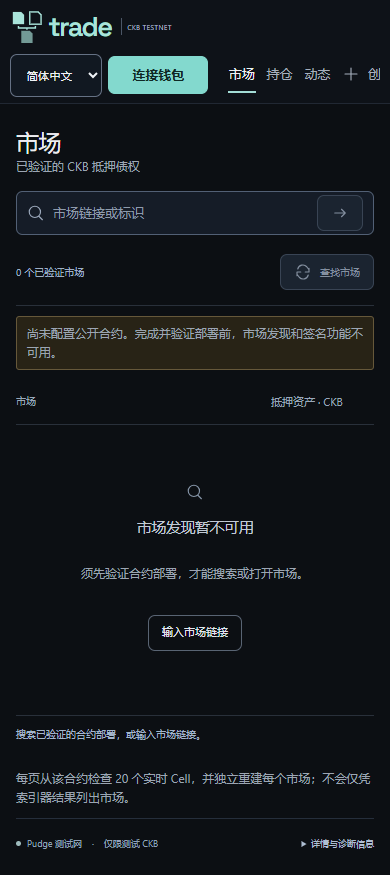 trade
CKB TESTNET
简体中文
连接钱包
市场
持仓
动态
创
市场
已验证的 CKB 抵押债权
市场链接或标识
0 个已验证市场
查找市场
尚未配置公开合约。完成并验证部署前，市场发现和签名功能不
可用。
市场
抵押资产 · CKB
市场发现暂不可用
须先验证合约部署，才能搜索或打开市场。
输入市场链接
搜索已验证的合约部署，或输入市场链接。
每页从该合约检查 20 个实时 Cell，并独立重建每个市场；不会仅凭
索引器结果列出市场。
Pudge 测试网 · 仅限测试 CKB
详情与诊断信息